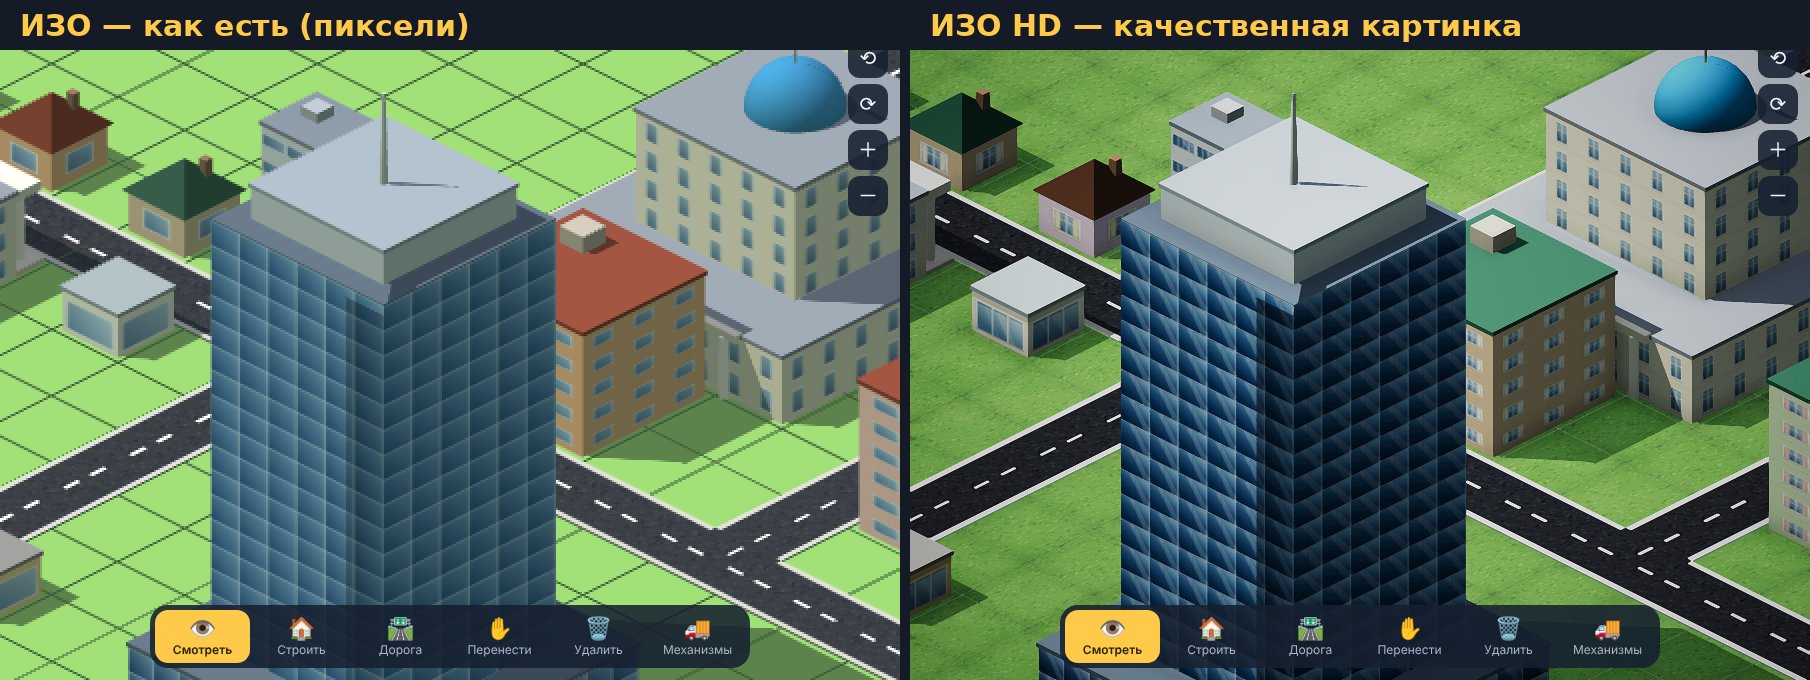 ИЗО — как есть (пиксели)
ИЗО HD — качественная картинка
Смотреть
Строить
Дорога
Перенести
Удалить
Механизмы
Смотреть
Строить
Дорога
Перенести
Удалить
Механизмы